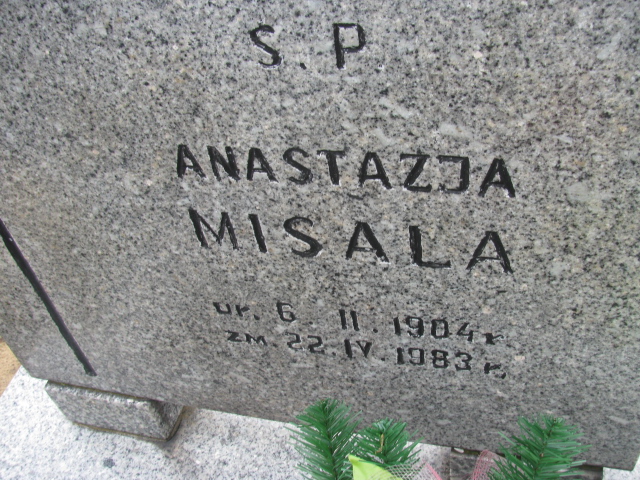 S. P.
ANASTAZJA
MISALA
ur. 6 II. 1904 r.
zm. 22. IV. 1983 r.